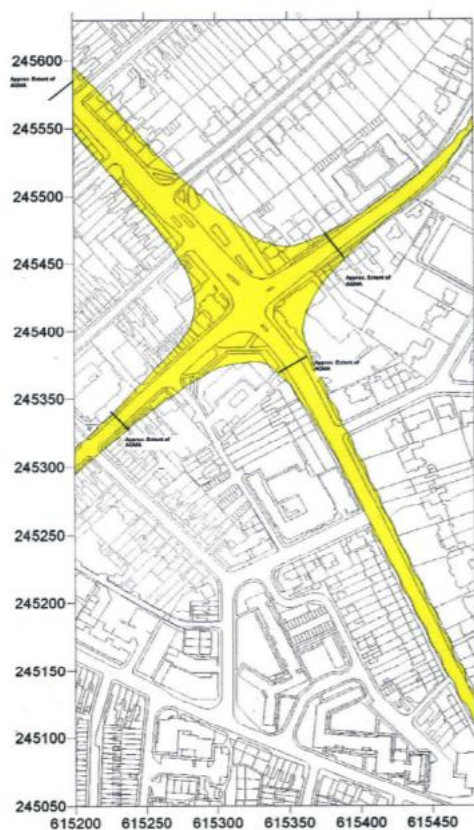 245600
Approx. Extent of
AQMA
245550
245500
245450
Approx. Extent of
AQMA
245400
Approx. Extent of
AQMA
245350
Approx. Extent of
AQMA
245300
245250
245200
245150
245100
245050
615200 615250 615300 615350 615400 615450